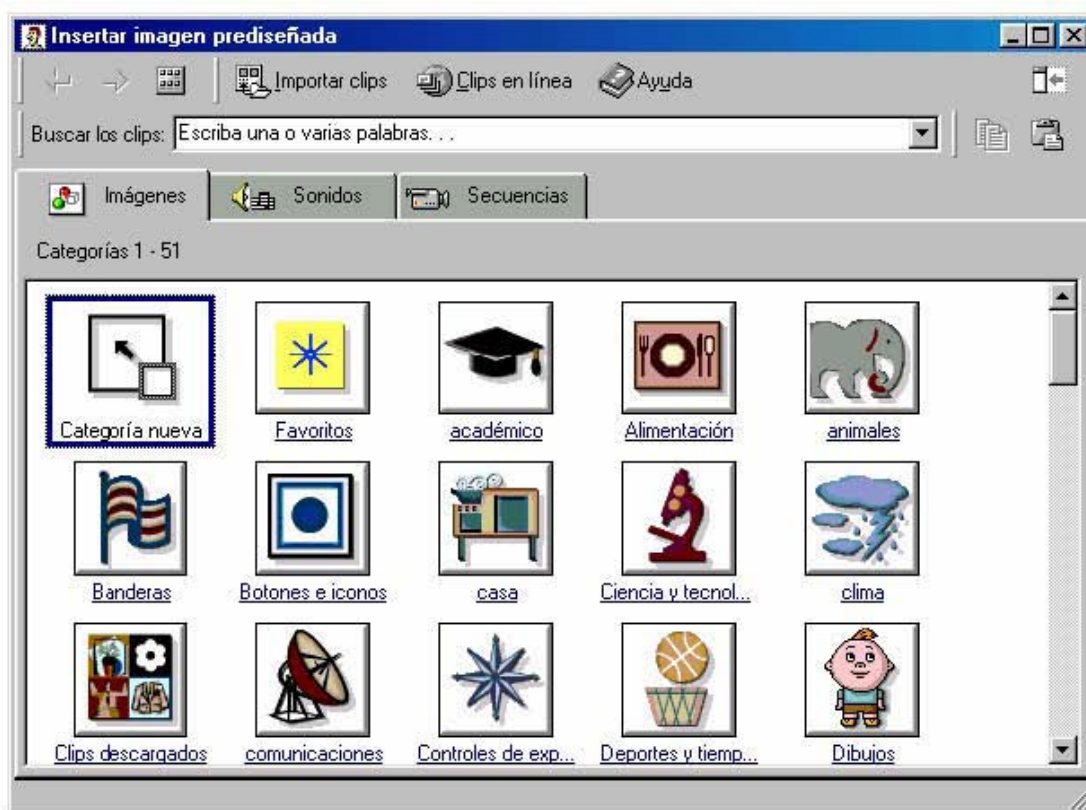 Insertar imagen prediseñada
Importar clips Clips en línea Ayuda
Buscar los clips: Escriba una o varias palabras. . .
Imágenes Sonidos Secuencias
Categorías 1 - 51
Categoría nueva Favoritos académico Alimentación animales
Banderas Botones e iconos casa Ciencia y tecnol... clima
Clips descargados comunicaciones Controles de exp... Deportes y tiemp... Dibujos